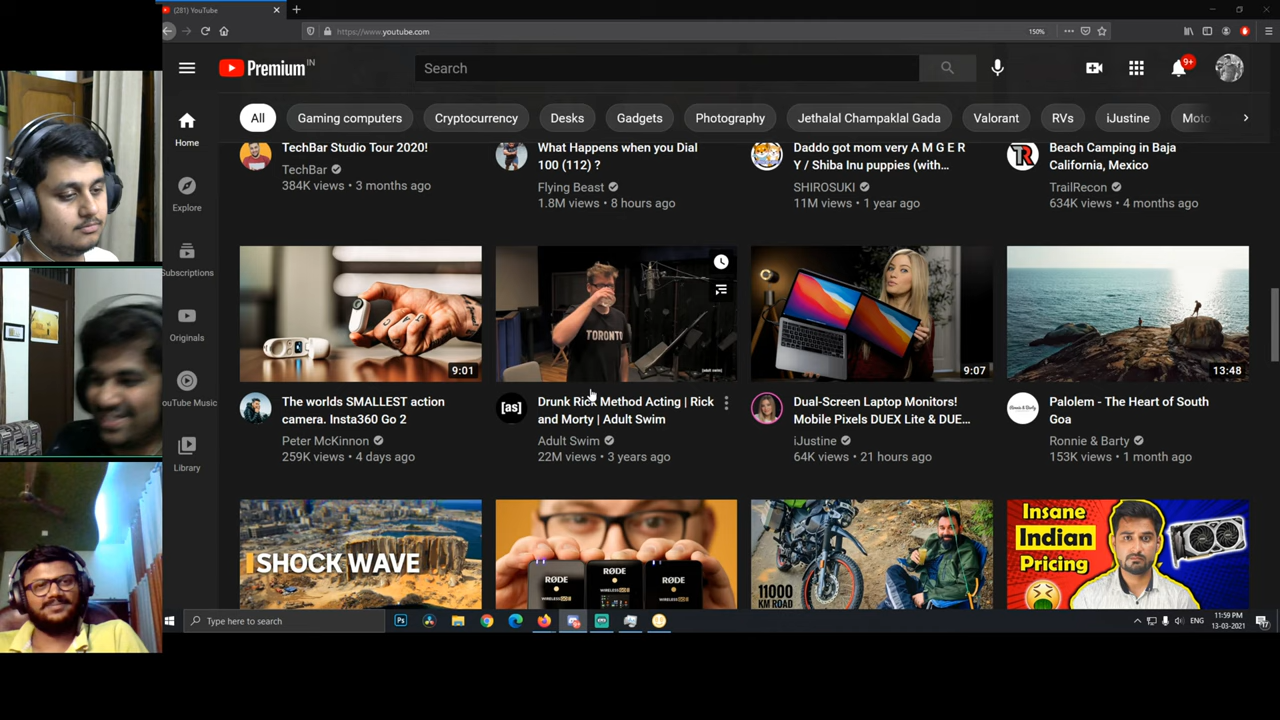 (281) YouTube
https://www.youtube.com
150%
Premium IN
Search
9+
All
Gaming computers
Cryptocurrency
Desks
Gadgets
Photography
Jethalal Champaklal Gada
Valorant
RVs
iJustine
Moto
Home
Explore
Subscriptions
Originals
YouTube Music
Library
TechBar Studio Tour 2020!
TechBar
384K views • 3 months ago
What Happens when you Dial
100 (112) ?
Flying Beast
1.8M views • 8 hours ago
Daddo got mom very A M G E R
Y / Shiba Inu puppies (with...
SHIROSUKI
11M views • 1 year ago
Beach Camping in Baja
California, Mexico
TrailRecon
634K views • 4 months ago
9:01
The worlds SMALLEST action
camera. Insta360 Go 2
Peter McKinnon
259K views • 4 days ago
TORONTO
[as]
Drunk Rick Method Acting | Rick
and Morty | Adult Swim
Adult Swim
22M views • 3 years ago
9:07
Dual-Screen Laptop Monitors!
Mobile Pixels DUEX Lite & DUE...
iJustine
64K views • 21 hours ago
13:48
Palolem - The Heart of South
Goa
Ronnie & Barty
153K views • 1 month ago
SHOCK WAVE
RØDE
RØDE
RØDE
11000
KM ROAD
Insane
Indian
Pricing
Type here to search
Ps
ENG
11:59 PM
13-03-2021